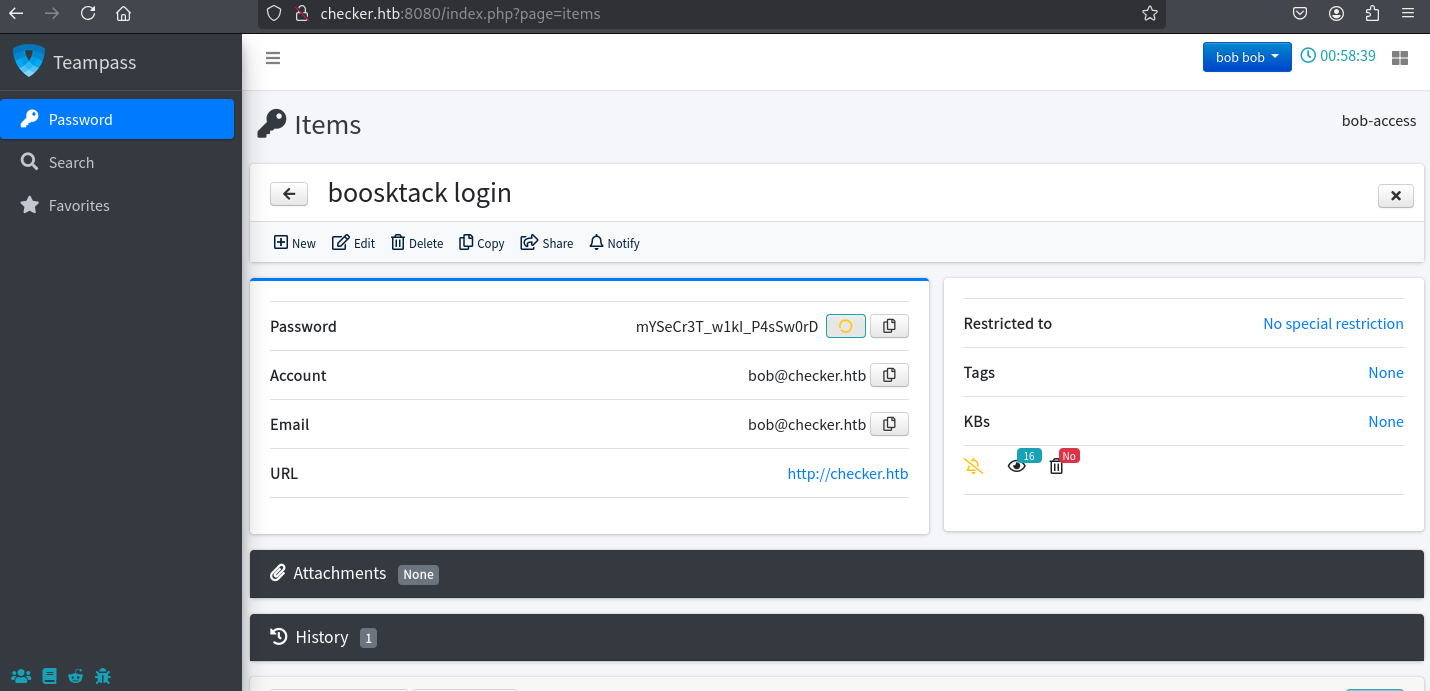 checker.htb:8080/index.php?page=items
Teampass
bob bob
00:58:39
Password
Search
Favorites
Items
bob-access
boosktack login
New Edit Delete Copy Share Notify
Password mYSeCr3T_w1kI_P4sSw0rD
Account bob@checker.htb
Email bob@checker.htb
URL http://checker.htb
Restricted to No special restriction
Tags None
KBs None
16 No
Attachments None
History 1